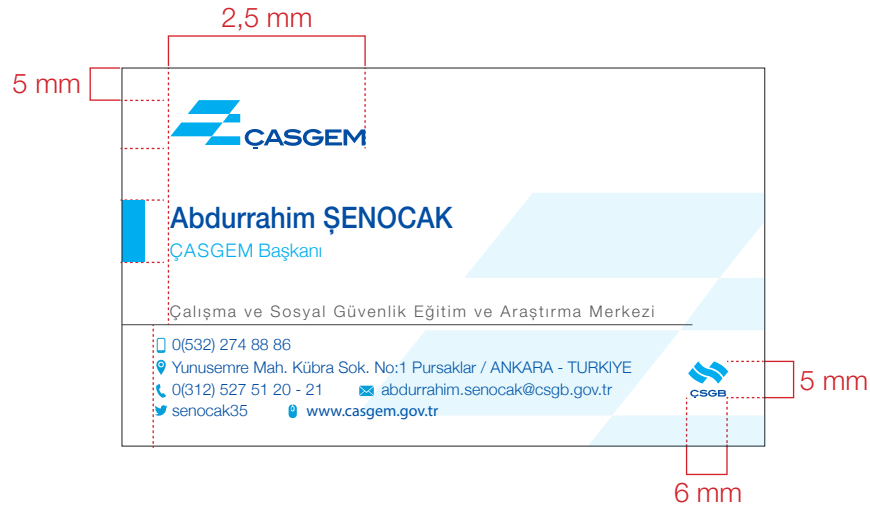 2,5 mm
5 mm
ÇASGEM
Abdurrahim ŞENOCAK
ÇASGEM Başkanı
Çalışma ve Sosyal Güvenlik Eğitim ve Araştırma Merkezi
0(532) 274 88 86
Yunusemre Mah. Kübra Sok. No:1 Pursaklar / ANKARA - TURKIYE
0(312) 527 51 20 - 21 abdurrahim.senocak@csgb.gov.tr
senocak35 www.casgem.gov.tr
ÇSGB
5 mm
6 mm